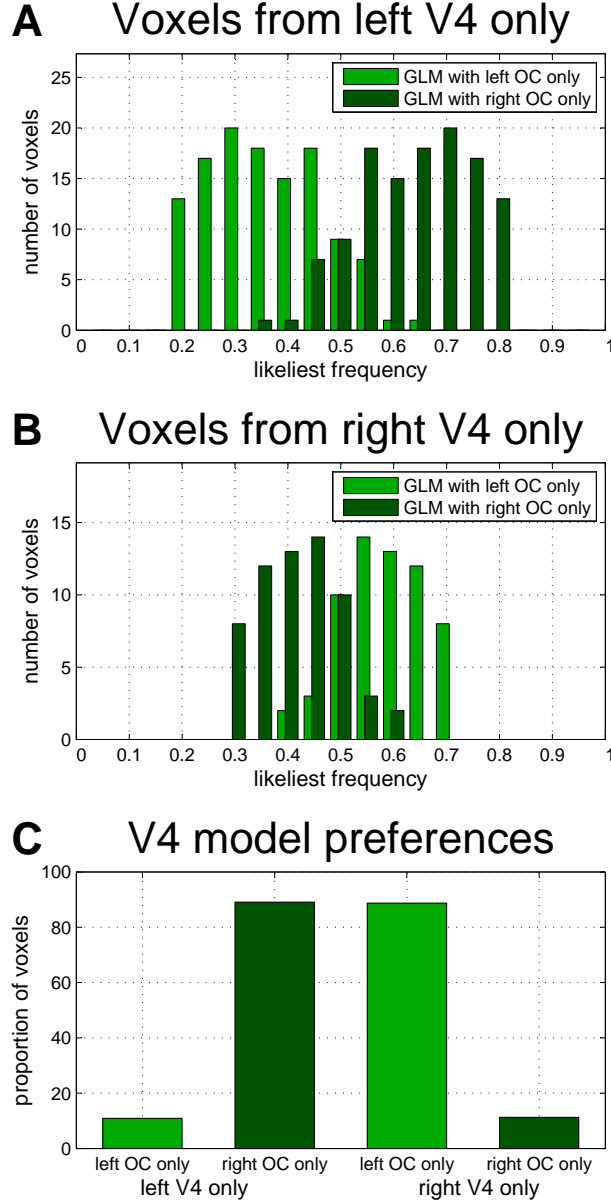 A Voxels from left V4 only
25
20
15
10
5
0
number of voxels
GLM with left OC only
GLM with right OC only
0 0.1 0.2 0.3 0.4 0.5 0.6 0.7 0.8 0.9 1
likeliest frequency
B Voxels from right V4 only
15
10
5
0
number of voxels
GLM with left OC only
GLM with right OC only
0 0.1 0.2 0.3 0.4 0.5 0.6 0.7 0.8 0.9 1
likeliest frequency
C V4 model preferences
100
80
60
40
20
0
proportion of voxels
left OC only right OC only left OC only right OC only
left V4 only right V4 only